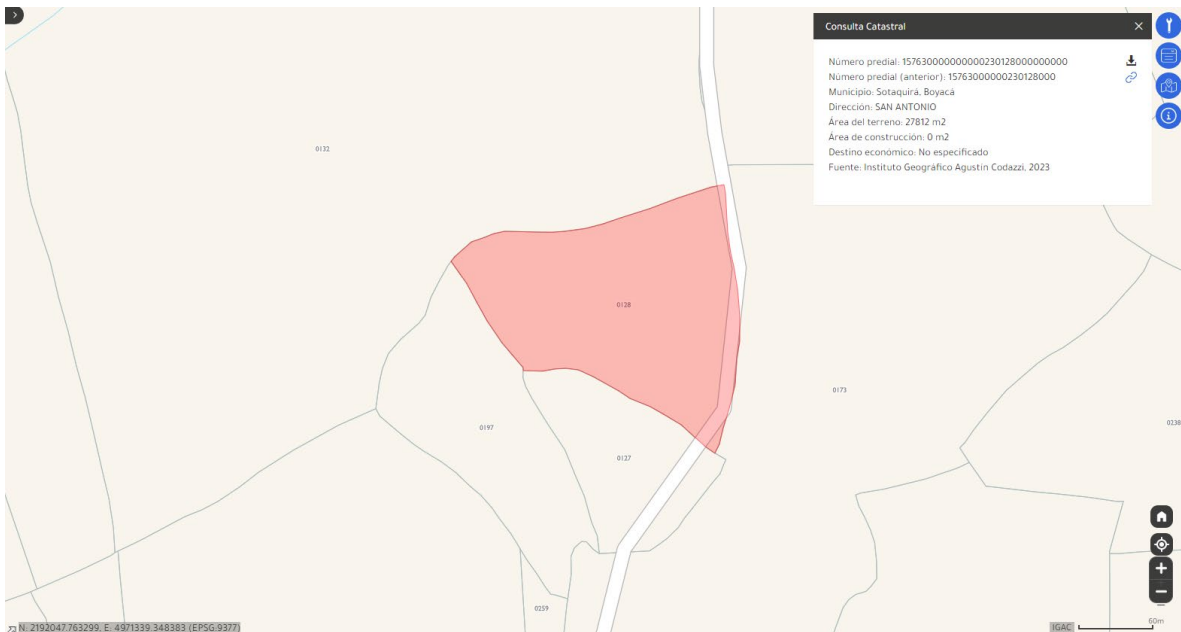 Consulta Catastral
Número predial: 157630000000000230128000000000
Número predial (anterior): 15763000000230128000
Municipio: Sotaquirá, Boyacá
Dirección: SAN ANTONIO
Área del terreno: 27812 m2
Área de construcción: 0 m2
Destino económico: No especificado
Fuente: Instituto Geográfico Agustín Codazzi, 2023
0132
0128
0173
0197
0238
0127
0259
N: 2192047.763299, E: 4971339.348383 (EPSG:9377)
IGAC
60m